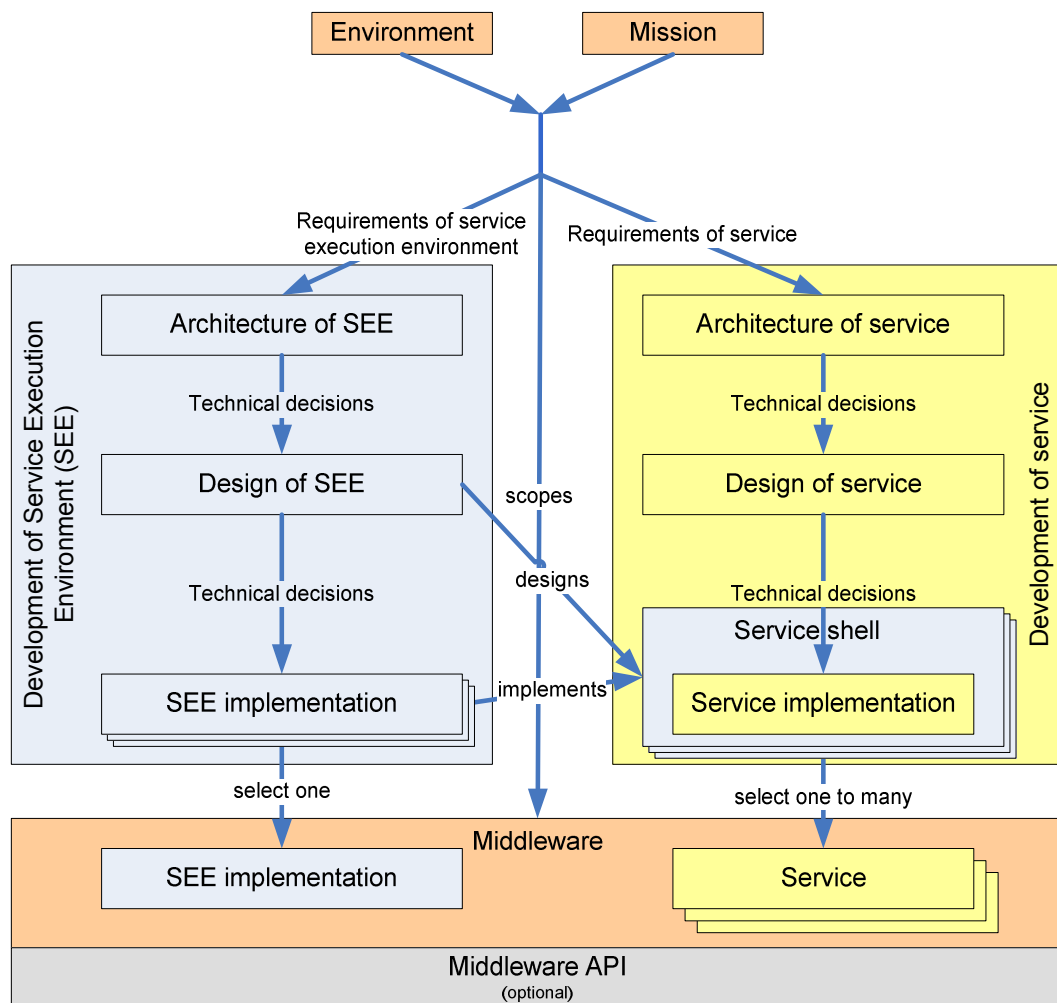 Environment
Mission
Requirements of service
execution environment
Requirements of service
Development of Service Execution
Environment (SEE)
Architecture of SEE
Technical decisions
Design of SEE
Technical decisions
SEE implementation
select one
scopes
designs
implements
Architecture of service
Technical decisions
Design of service
Technical decisions
Service shell
Service implementation
select one to many
Development of service
Middleware
SEE implementation
Service
Middleware API
(optional)